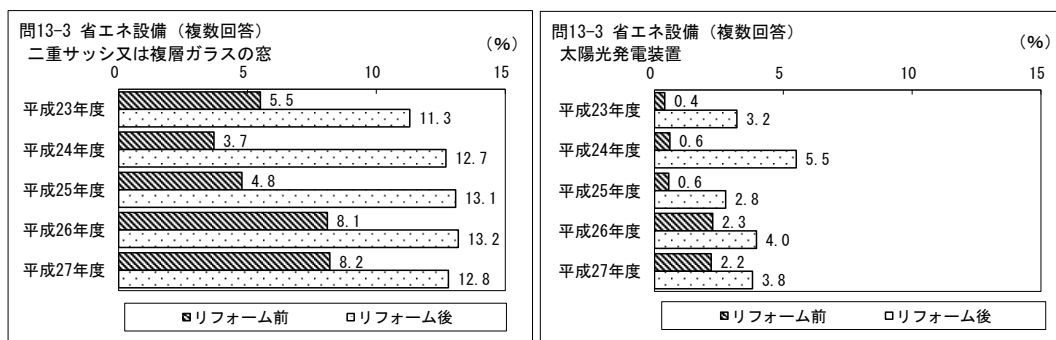 問13-3 省エネ設備（複数回答）
二重サッシ又は複層ガラスの窓
（%）
0 5 10 15
平成23年度 5.5
11.3
平成24年度 3.7
12.7
平成25年度 4.8
13.1
平成26年度 8.1
13.2
平成27年度 8.2
12.8
リフォーム前 リフォーム後
問13-3 省エネ設備（複数回答）
太陽光発電装置
（%）
0 5 10 15
平成23年度 0.4
3.2
平成24年度 0.6
5.5
平成25年度 0.6
2.8
平成26年度 2.3
4.0
平成27年度 2.2
3.8
リフォーム前 リフォーム後